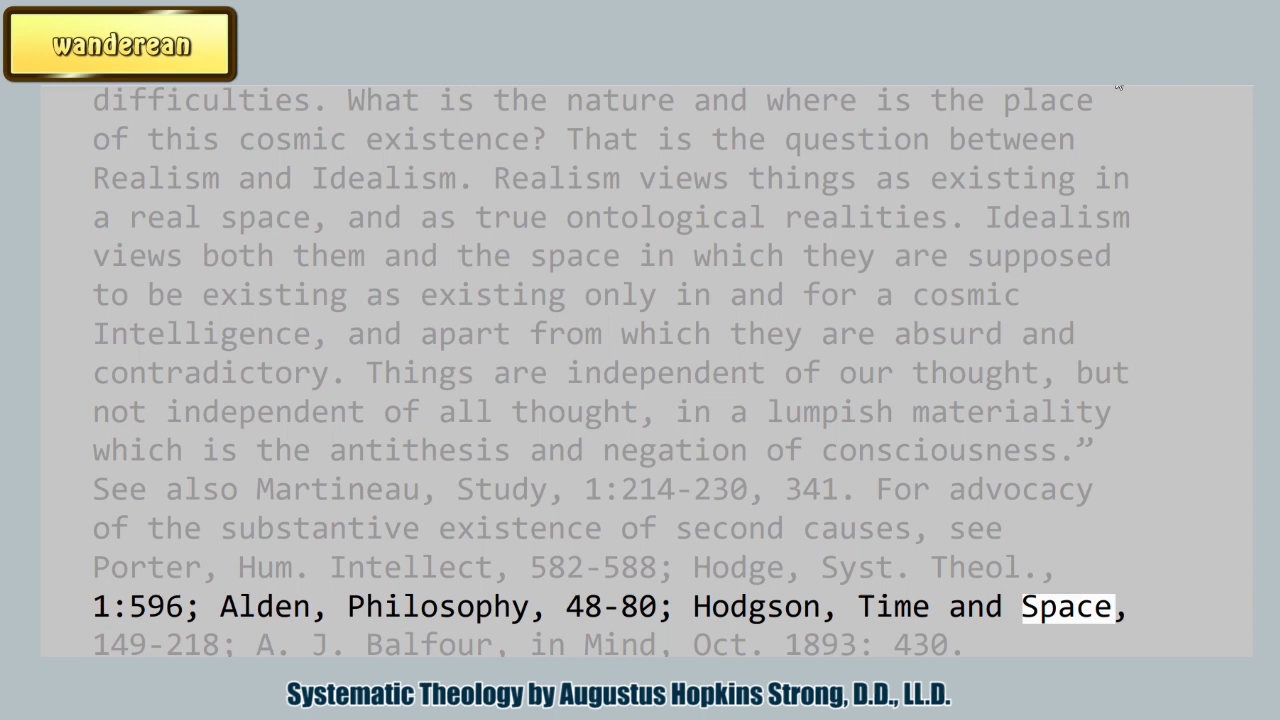 wanderean
difficulties. What is the nature and where is the place
of this cosmic existence? That is the question between
Realism and Idealism. Realism views things as existing in
a real space, and as true ontological realities. Idealism
views both them and the space in which they are supposed
to be existing as existing only in and for a cosmic
Intelligence, and apart from which they are absurd and
contradictory. Things are independent of our thought, but
not independent of all thought, in a lumpish materiality
which is the antithesis and negation of consciousness.”
See also Martineau, Study, 1:214-230, 341. For advocacy
of the substantive existence of second causes, see
Porter, Hum. Intellect, 582-588; Hodge, Syst. Theol.,
1:596; Alden, Philosophy, 48-80; Hodgson, Time and Space,
149-218; A. J. Balfour, in Mind, Oct. 1893: 430.
Systematic Theology by Augustus Hopkins Strong, D.D., LL.D.